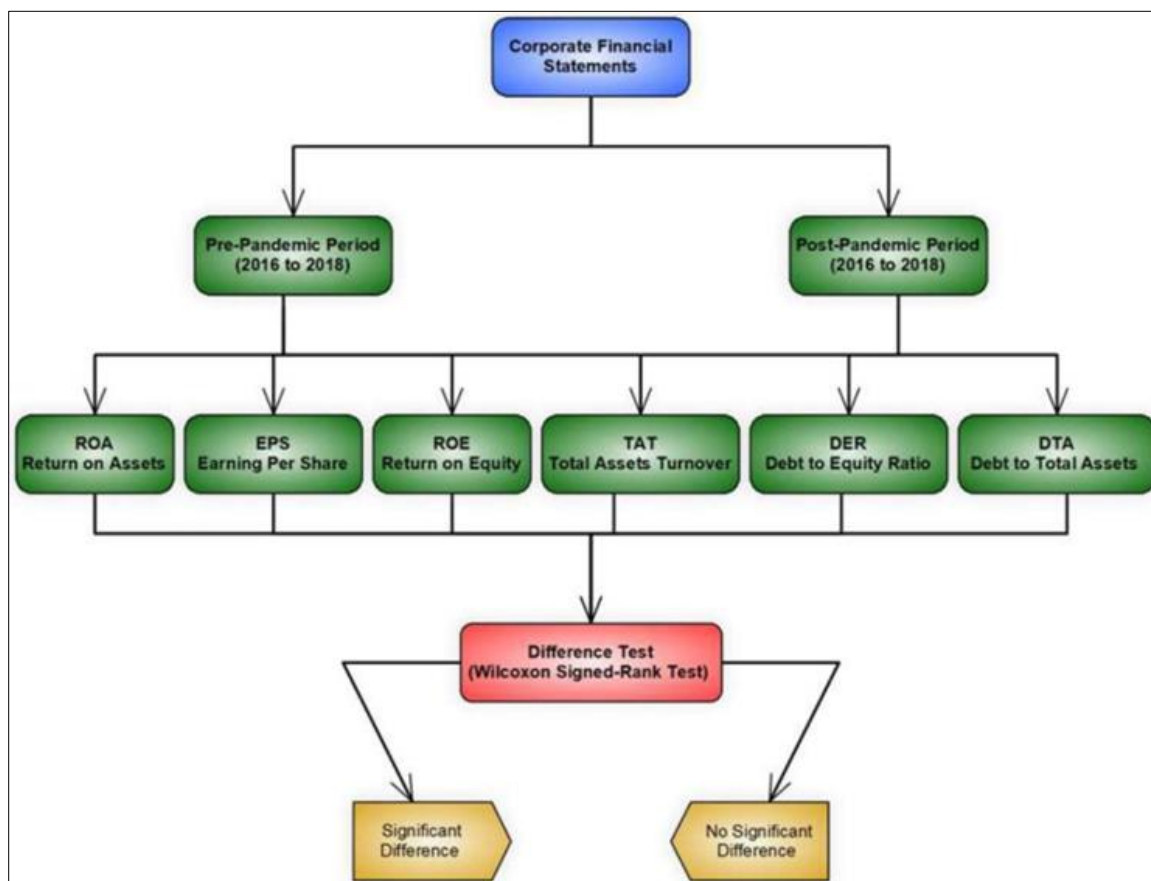 Corporate Financial
Statements
Pre-Pandemic Period
(2016 to 2018)
Post-Pandemic Period
(2016 to 2018)
ROA
Return on Assets
EPS
Earning Per Share
ROE
Return on Equity
TAT
Total Assets Turnover
DER
Debt to Equity Ratio
DTA
Debt to Total Assets
Difference Test
(Wilcoxon Signed-Rank Test)
Significant
Difference
No Significant
Difference